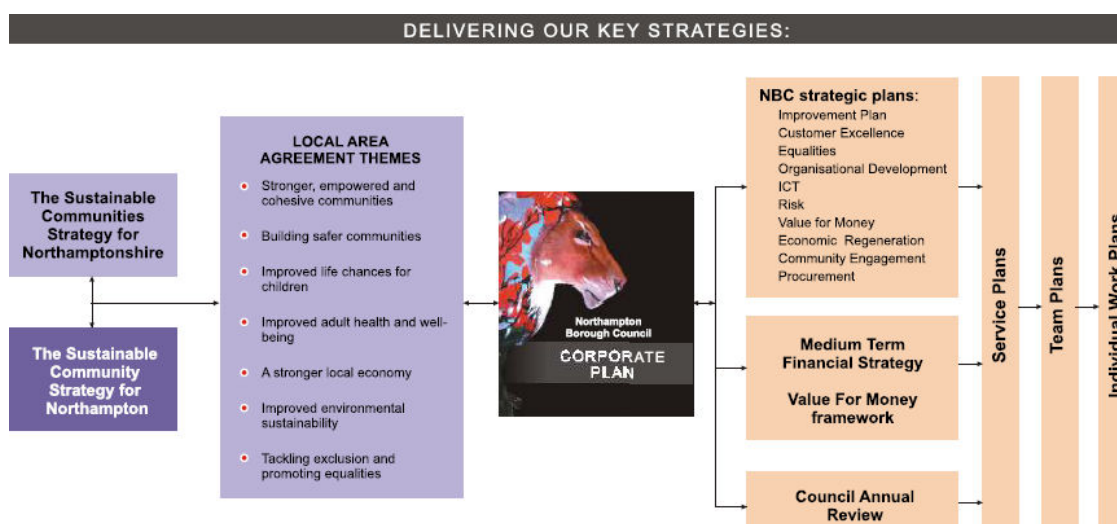 DELIVERING OUR KEY STRATEGIES:
The Sustainable
Communities
Strategy for
Northamptonshire
The Sustainable
Community
Strategy for
Northampton
LOCAL AREA
AGREEMENT THEMES
Stronger, empowered and
cohesive communities
Building safer communities
Improved life chances for
children
Improved adult health and well-
being
A stronger local economy
Improved environmental
sustainability
Tackling exclusion and
promoting equalities
Northampton
Borough Council
CORPORATE
PLAN
NBC strategic plans:
Improvement Plan
Customer Excellence
Equalities
Organisational Development
ICT
Risk
Value for Money
Economic Regeneration
Community Engagement
Procurement
Medium Term
Financial Strategy
Value For Money
framework
Council Annual
Review
Service Plans
Team Plans
Individual Work Plans